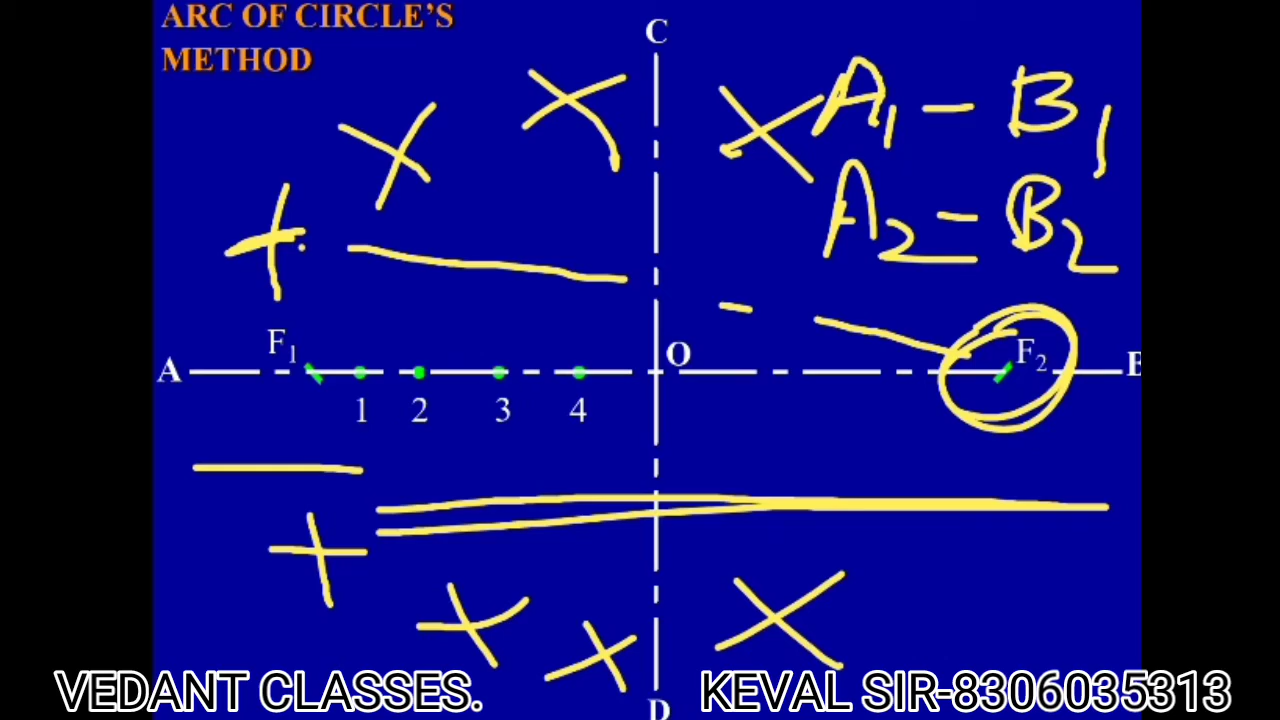 ARC OF CIRCLE'S
METHOD
C
A₁ – B₁
A₂ = B₂
F₁
O
F₂
A
B
1 2 3 4
D
VEDANT CLASSES. KEVAL SIR-8306035313